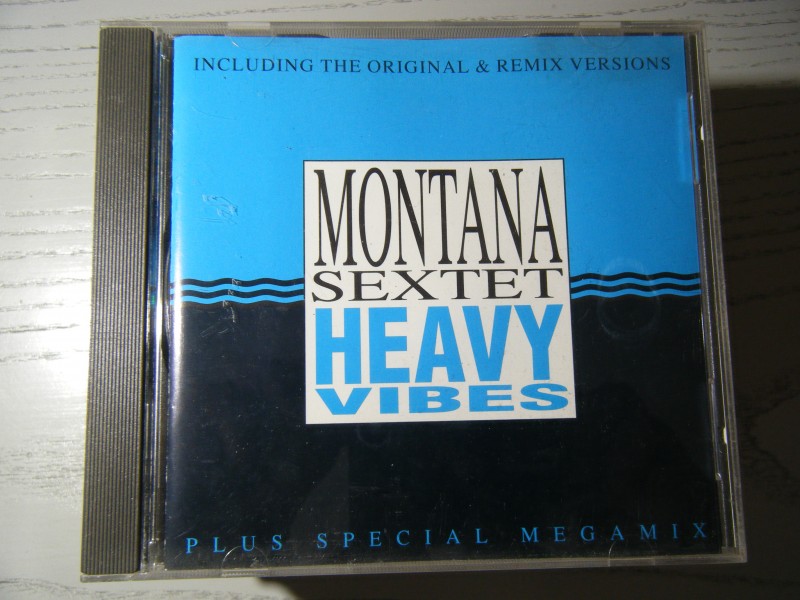 INCLUDING THE ORIGINAL & REMIX VERSIONS
MONTANA
SEXTET
HEAVY
VIBES
PLUS SPECIAL MEGAMIX